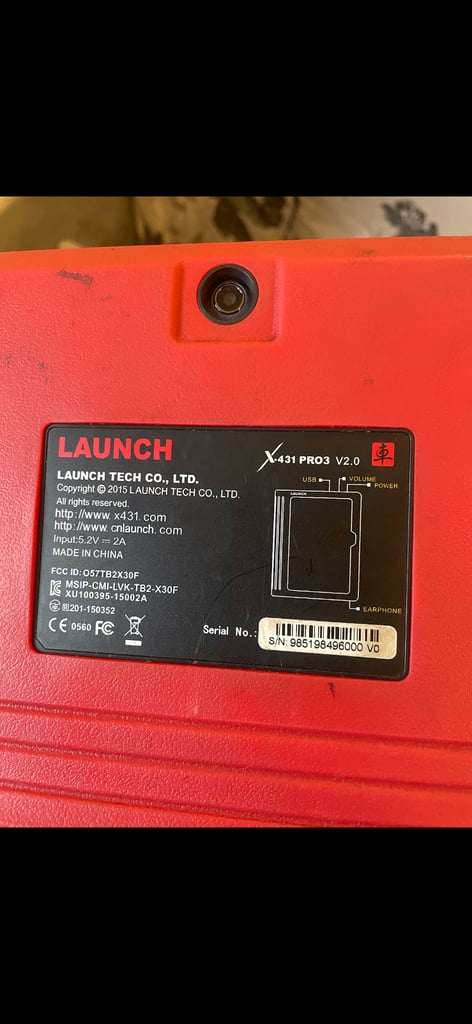 LAUNCH
LAUNCH TECH CO., LTD.
Copyright © 2015 LAUNCH TECH CO., LTD.
All rights reserved.
http://www. x431. com
http://www. cnlaunch. com
Input:5.2V ⎓ 2A
MADE IN CHINA
FCC ID: O57TB2X30F
MSIP-CMI-LVK-TB2-X30F
XU100395-15002A
201-150352
CE 0560 FC
X-431 PRO3 V2.0
車
USB
VOLUME
POWER
LAUNCH
EARPHONE
Serial No.:
S/N: 985198496000 V0